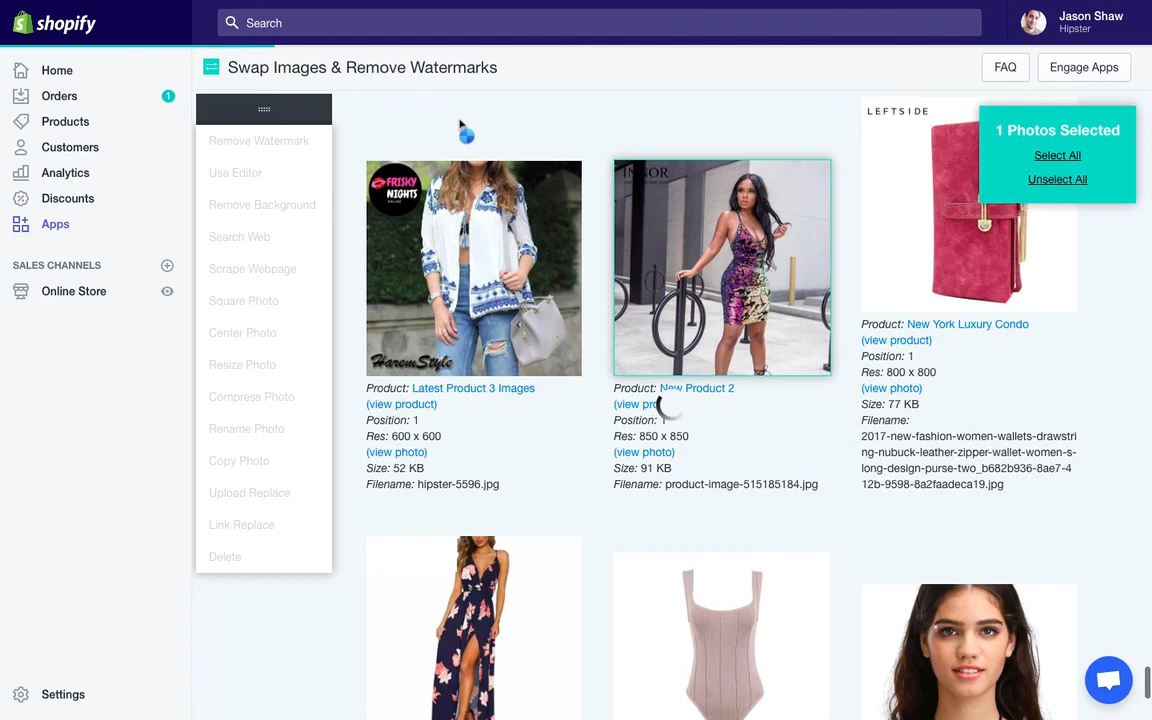 shopify
Search
Jason Shaw
Hipster
Home
Orders
1
Products
Customers
Analytics
Discounts
Apps
SALES CHANNELS
Online Store
Settings
Swap Images & Remove Watermarks
FAQ
Engage Apps
Remove Watermark
Use Editor
Remove Background
Search Web
Scrape Webpage
Square Photo
Center Photo
Resize Photo
Compress Photo
Rename Photo
Copy Photo
Upload Replace
Link Replace
Delete
FRISKY
NIGHTS
ONLINE
HaremStyle
Product: Latest Product 3 Images
(view product)
Position: 1
Res: 600 x 600
(view photo)
Size: 52 KB
Filename: hipster-5596.jpg
Product: New Product 2
(view pro
Position: 1
Res: 850 x 850
(view photo)
Size: 91 KB
Filename: product-image-515185184.jpg
LEFTSIDE
Product: New York Luxury Condo
(view product)
Position: 1
Res: 800 x 800
(view photo)
Size: 77 KB
Filename:
2017-new-fashion-women-wallets-drawstri
ng-nubuck-leather-zipper-wallet-women-s-
long-design-purse-two_b682b936-8ae7-4
12b-9598-8a2faadeca19.jpg
1 Photos Selected
Select All
Unselect All